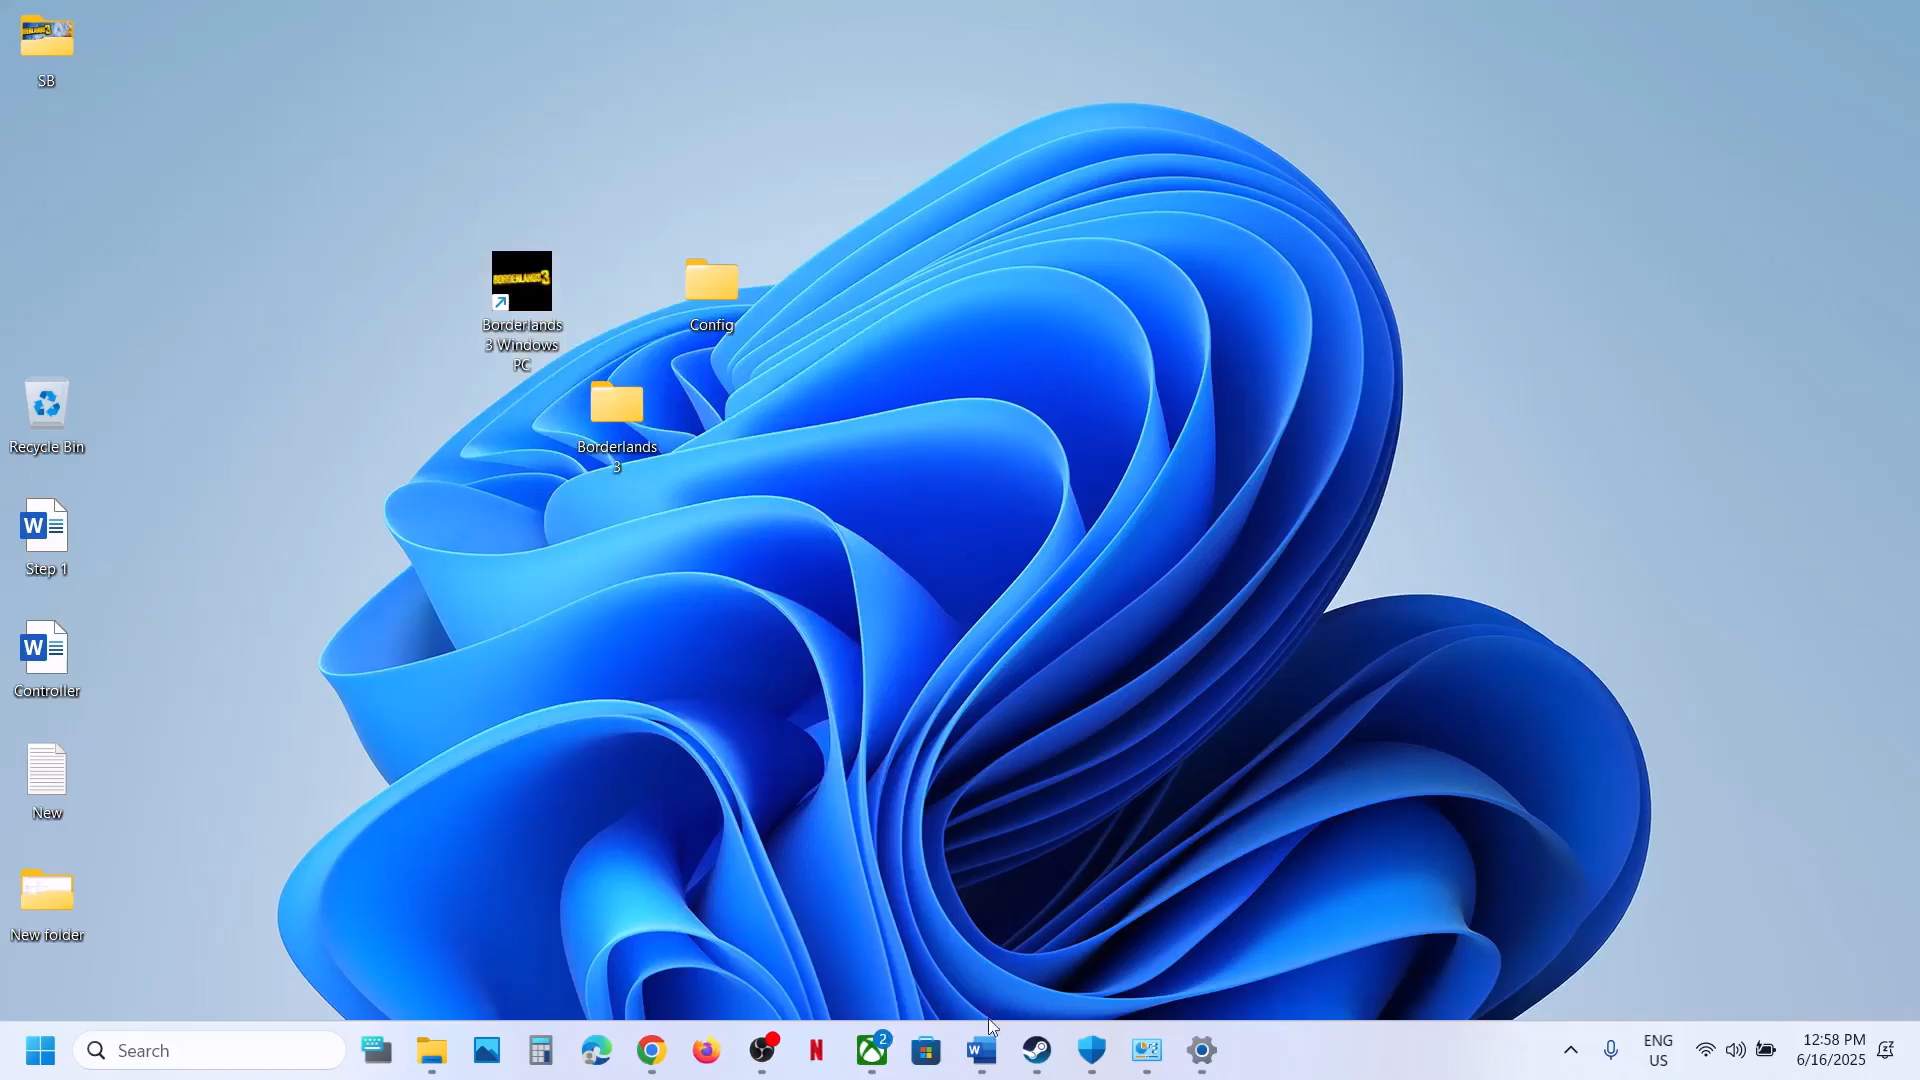 SB
Borderlands
3 Windows
PC
Config
Borderlands
3
Recycle Bin
Step 1
Controller
New
New folder
Search
2
ENG
US
12:58 PM
6/16/2025